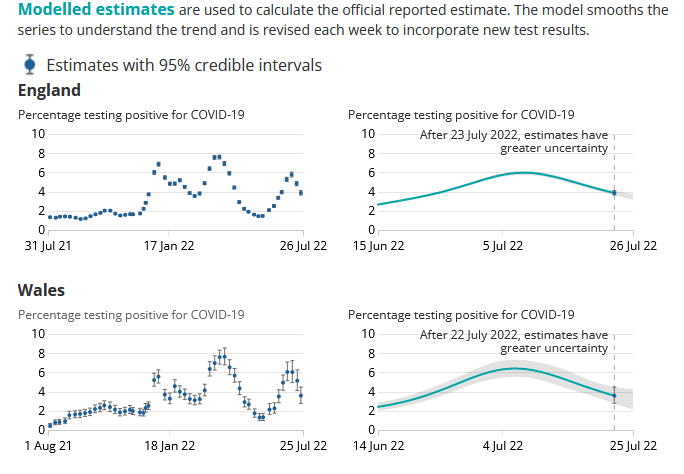 Modelled estimates are used to calculate the official reported estimate. The model smooths the
series to understand the trend and is revised each week to incorporate new test results.
Estimates with 95% credible intervals
England
Percentage testing positive for COVID-19
10
8
6
4
2
0
31 Jul 21 17 Jan 22 26 Jul 22
Percentage testing positive for COVID-19
10
8
6
4
2
0
After 23 July 2022, estimates have
greater uncertainty
15 Jun 22 5 Jul 22 26 Jul 22
Wales
Percentage testing positive for COVID-19
10
8
6
4
2
0
1 Aug 21 18 Jan 22 25 Jul 22
Percentage testing positive for COVID-19
10
8
6
4
2
0
After 22 July 2022, estimates have
greater uncertainty
14 Jun 22 4 Jul 22 25 Jul 22